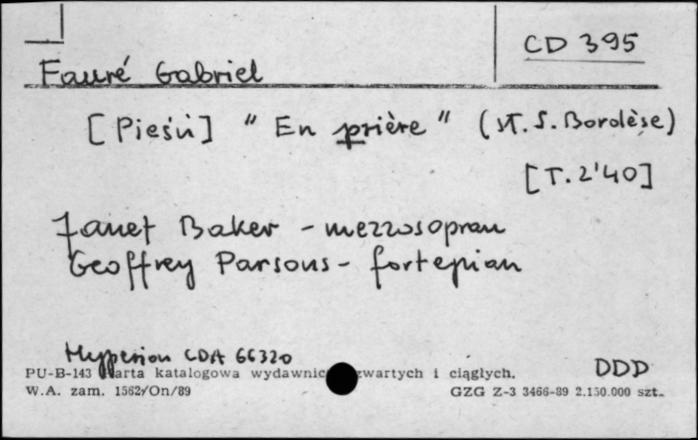 CD 395
Fauré Gabriel
[Pieśń] "En prière" (sł. S. Bordèse)
[T. 2'40]
Janet Baker - mezzosopran
Geoffrey Parsons - fortepian
Hyperion CDA 66320
DDD
PU-B-143 Karta katalogowa wydawnic zwartych i ciągłych.
W.A. zam. 1562/On/89 GZG Z-3 3466-89 2.150.000 szt.